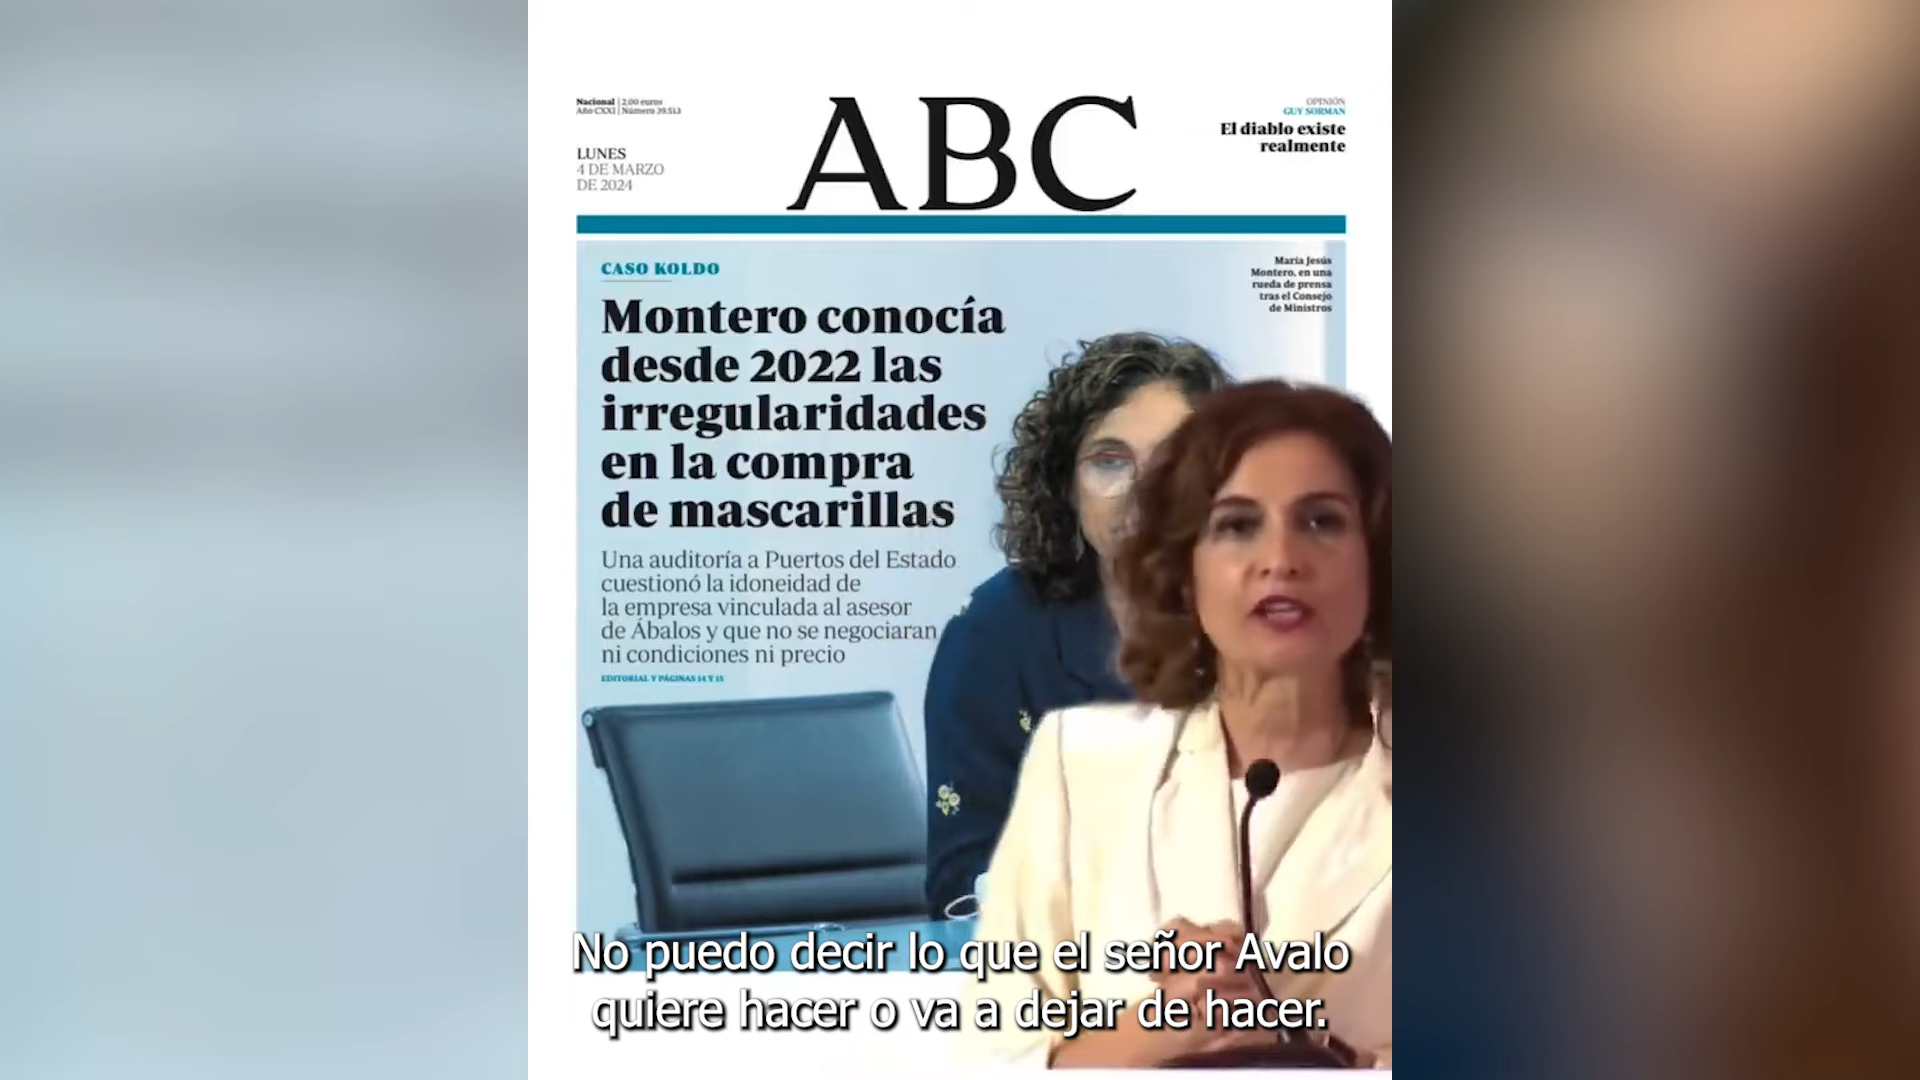 Nacional | 2.00 euros
Año CXXI | Número 39.513
LUNES
4 DE MARZO
DE 2024
ABC
OPINIÓN
GUY SORMAN
El diablo existe
realmente
CASO KOLDO
Montero conocía
desde 2022 las
irregularidades
en la compra
de mascarillas
Una auditoría a Puertos del Estado
cuestionó la idoneidad de
la empresa vinculada al asesor
de Ábalos y que no se negociaran
ni condiciones ni precio
EDITORIAL Y PÁGINAS 14 Y 15
María Jesús
Montero, en una
rueda de prensa
tras el Consejo
de Ministros
No puedo decir lo que el señor Avalo
quiere hacer o va a dejar de hacer.